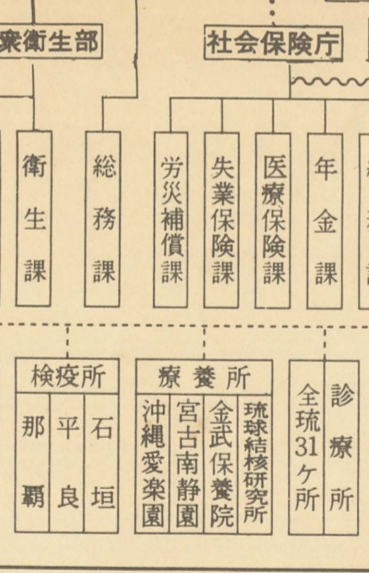 衆衛生部
社会保険庁
年金課
医療保険課
失業保険課
労災補償課
総務課
衛生課
診療所
全琉31ケ所
療養所
琉球結核研究所
金武保養院
宮古南静園
沖縄愛楽園
検疫所
石垣
平良
那覇